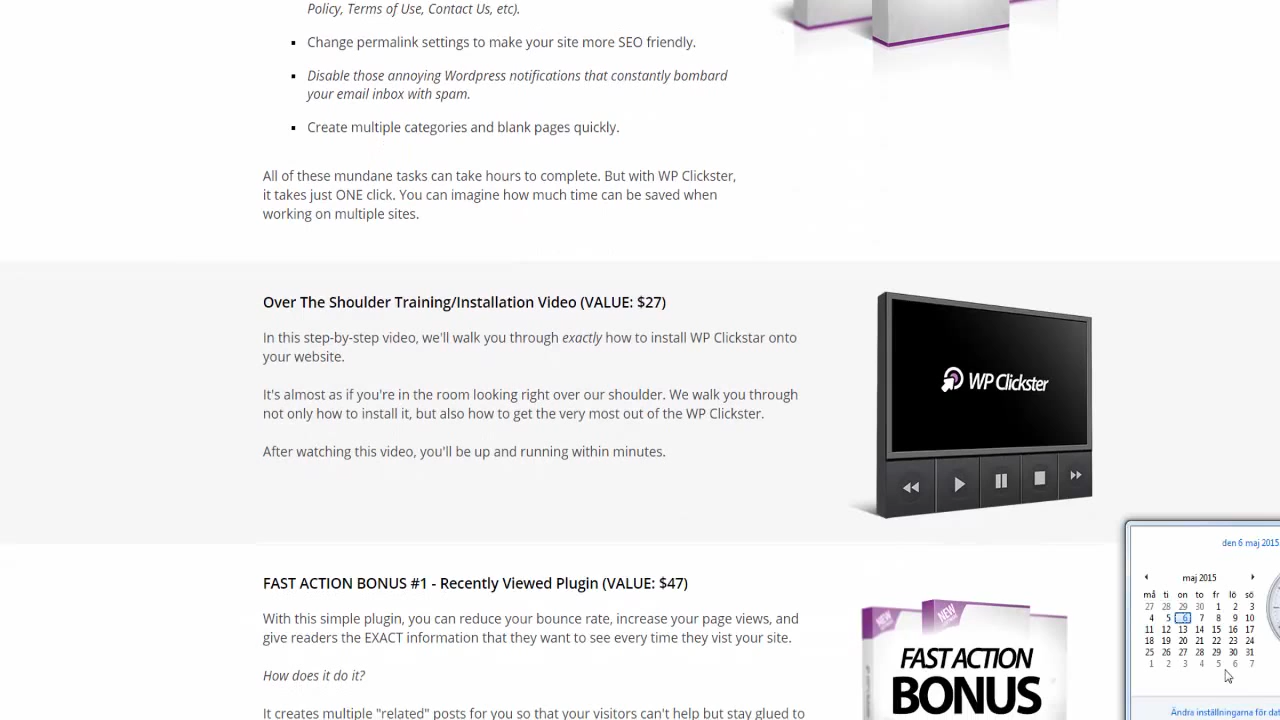 Policy, Terms of Use, Contact Us, etc).
▪ Change permalink settings to make your site more SEO friendly.
▪ Disable those annoying Wordpress notifications that constantly bombard
your email inbox with spam.
▪ Create multiple categories and blank pages quickly.
All of these mundane tasks can take hours to complete. But with WP Clickster,
it takes just ONE click. You can imagine how much time can be saved when
working on multiple sites.
Over The Shoulder Training/Installation Video (VALUE: $27)
In this step-by-step video, we'll walk you through exactly how to install WP Clickstar onto
your website.
It's almost as if you're in the room looking right over our shoulder. We walk you through
not only how to install it, but also how to get the very most out of the WP Clickster.
After watching this video, you'll be up and running within minutes.
WP Clickster
FAST ACTION BONUS #1 - Recently Viewed Plugin (VALUE: $47)
With this simple plugin, you can reduce your bounce rate, increase your page views, and
give readers the EXACT information that they want to see every time they vist your site.
How does it do it?
It creates multiple "related" posts for you so that your visitors can't help but stay glued to
NEW
NEW
FAST ACTION
BONUS
den 6 maj 2015
maj 2015
må ti on to fr lö sö
27 28 29 30 1 2 3
4 5 6 7 8 9 10
11 12 13 14 15 16 17
18 19 20 21 22 23 24
25 26 27 28 29 30 31
1 2 3 4 5 6 7
Ändra inställningarna för dat